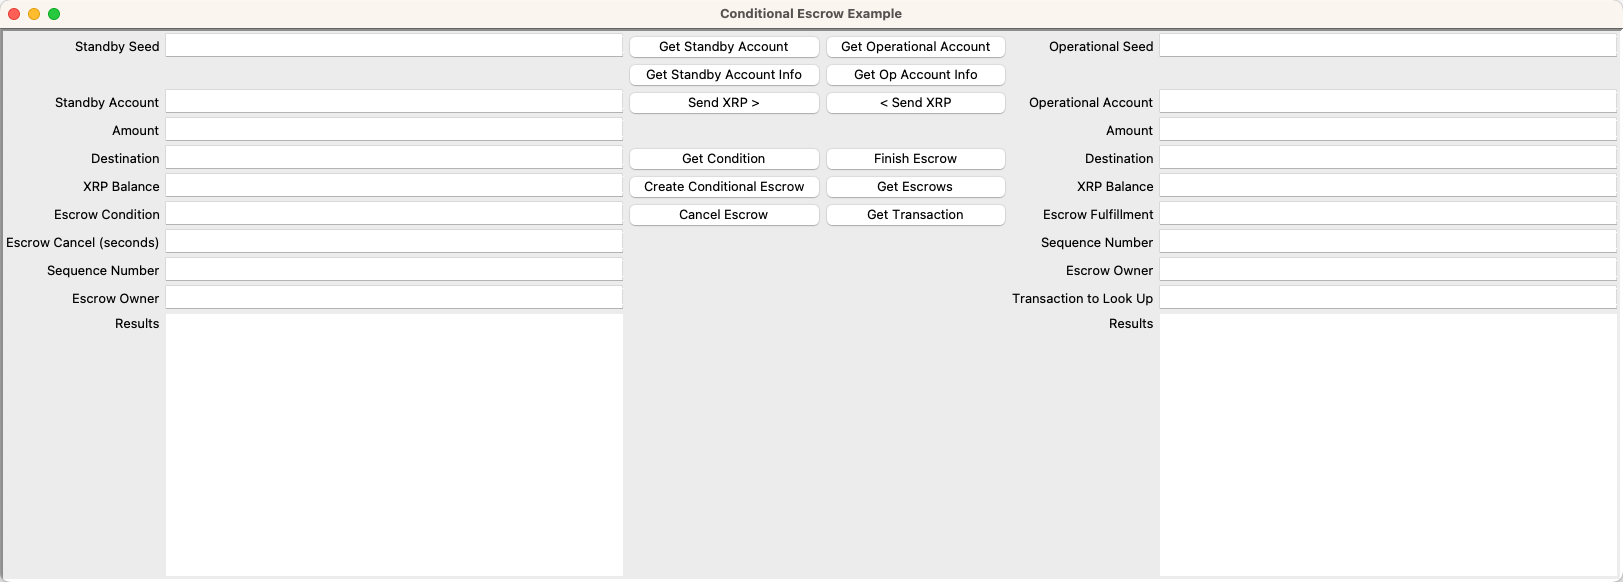 Conditional Escrow Example
Standby Seed Get Standby Account Get Operational Account Operational Seed
Get Standby Account Info Get Op Account Info
Standby Account Send XRP > < Send XRP Operational Account
Amount Amount
Destination Get Condition Finish Escrow Destination
XRP Balance Create Conditional Escrow Get Escrows XRP Balance
Escrow Condition Cancel Escrow Get Transaction Escrow Fulfillment
Escrow Cancel (seconds) Sequence Number
Sequence Number Escrow Owner
Escrow Owner Transaction to Look Up
Results Results